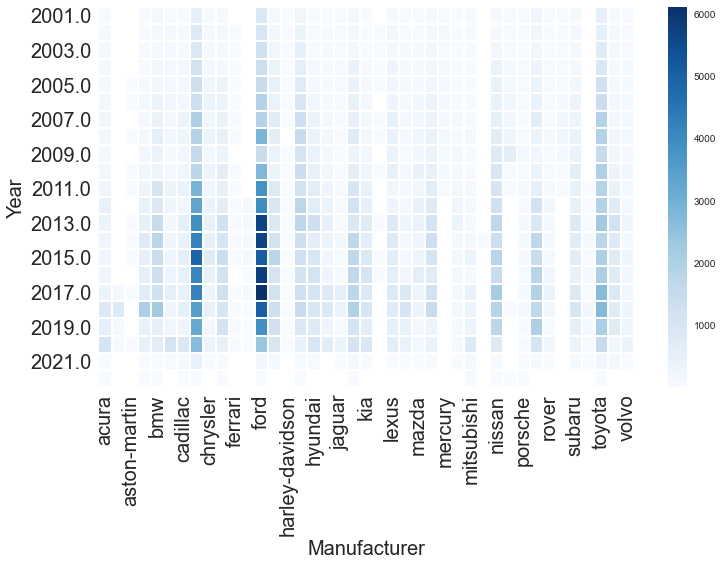 2001.0
2003.0
2005.0
2007.0
2009.0
2011.0
2013.0
2015.0
2017.0
2019.0
2021.0
Year
acura
aston-martin
bmw
cadillac
chrysler
ferrari
ford
harley-davidson
hyundai
jaguar
kia
lexus
mazda
mercury
mitsubishi
nissan
porsche
rover
subaru
toyota
volvo
Manufacturer
6000
5000
4000
3000
2000
1000